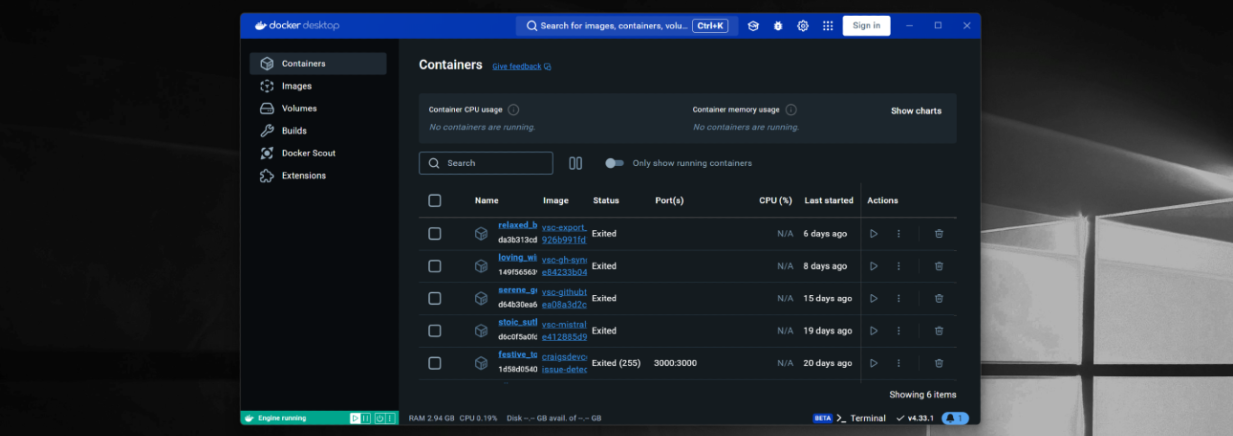 docker desktop
Search for images, containers, volu... Ctrl+K
Sign in
Containers
Images
Volumes
Builds
Docker Scout
Extensions
Containers Give feedback
Container CPU usage
No containers are running.
Container memory usage
No containers are running.
Show charts
Search
Only show running containers
Name Image Status Port(s) CPU (%) Last started Actions
relaxed_b vsc-export_ Exited N/A 6 days ago
da3b313cd 926b991fd
loving_wi vsc-gh-syn Exited N/A 8 days ago
149f56563 e84233b04
serene_g vsc-github Exited N/A 15 days ago
d64b30ea6 ea08a3d2c
stoic_sutl vsc-mistral Exited N/A 19 days ago
d6c0f5a0fc e412885d9
festive_to craigsdevc Exited (255) 3000:3000 N/A 20 days ago
1d58d0540 issue-detec
Showing 6 items
Engine running
RAM 2.94 GB CPU 0.19% Disk --.-- GB avail. of --.-- GB
BETA >_ Terminal v4.33.1 1